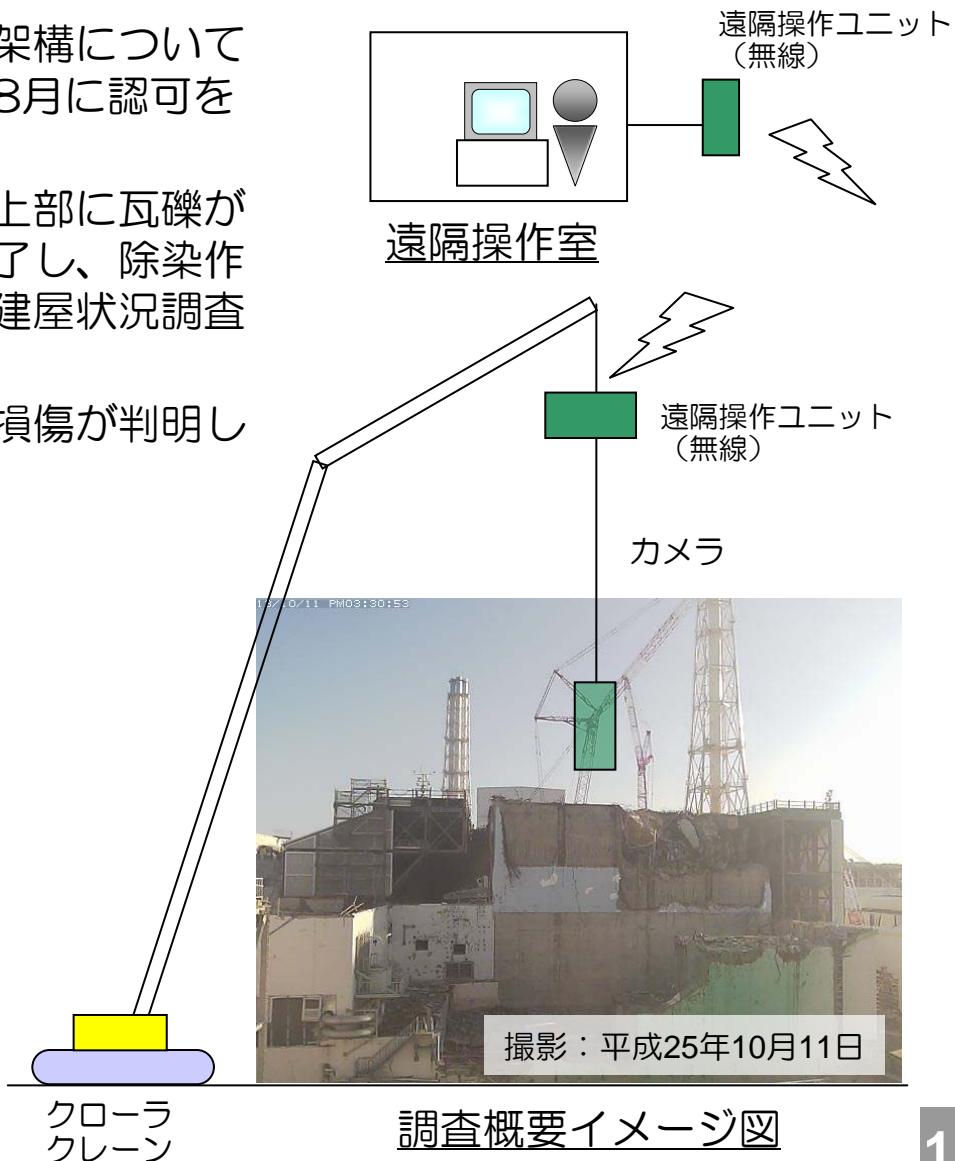 架構について
8月に認可を
上部に瓦礫が
了し、除染作
建屋状況調査
損傷が判明し
遠隔操作ユニット
（無線）
遠隔操作室
遠隔操作ユニット
（無線）
カメラ
13/10/11 PM03:30:53
撮影：平成25年10月11日
クローラ
クレーン
調査概要イメージ図
1